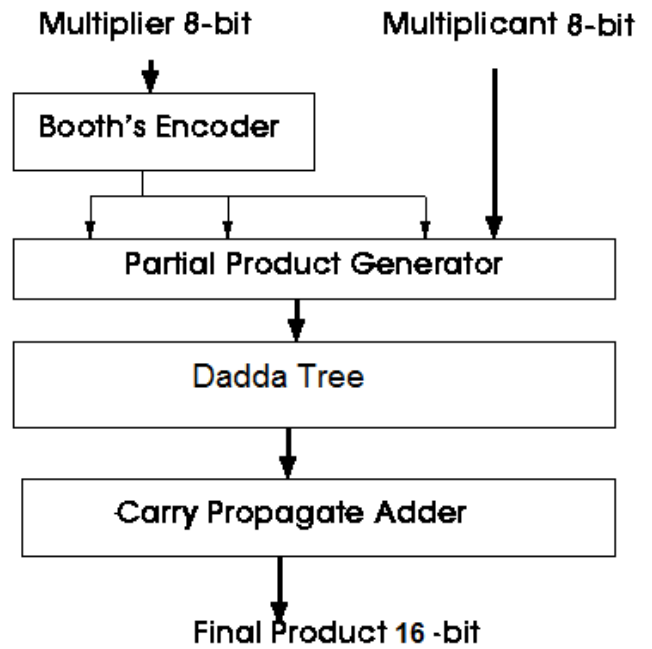 Multiplier 8-bit
Multiplicant 8-bit
Booth's Encoder
Partial Product Generator
Dadda Tree
Carry Propagate Adder
Final Product 16 -bit